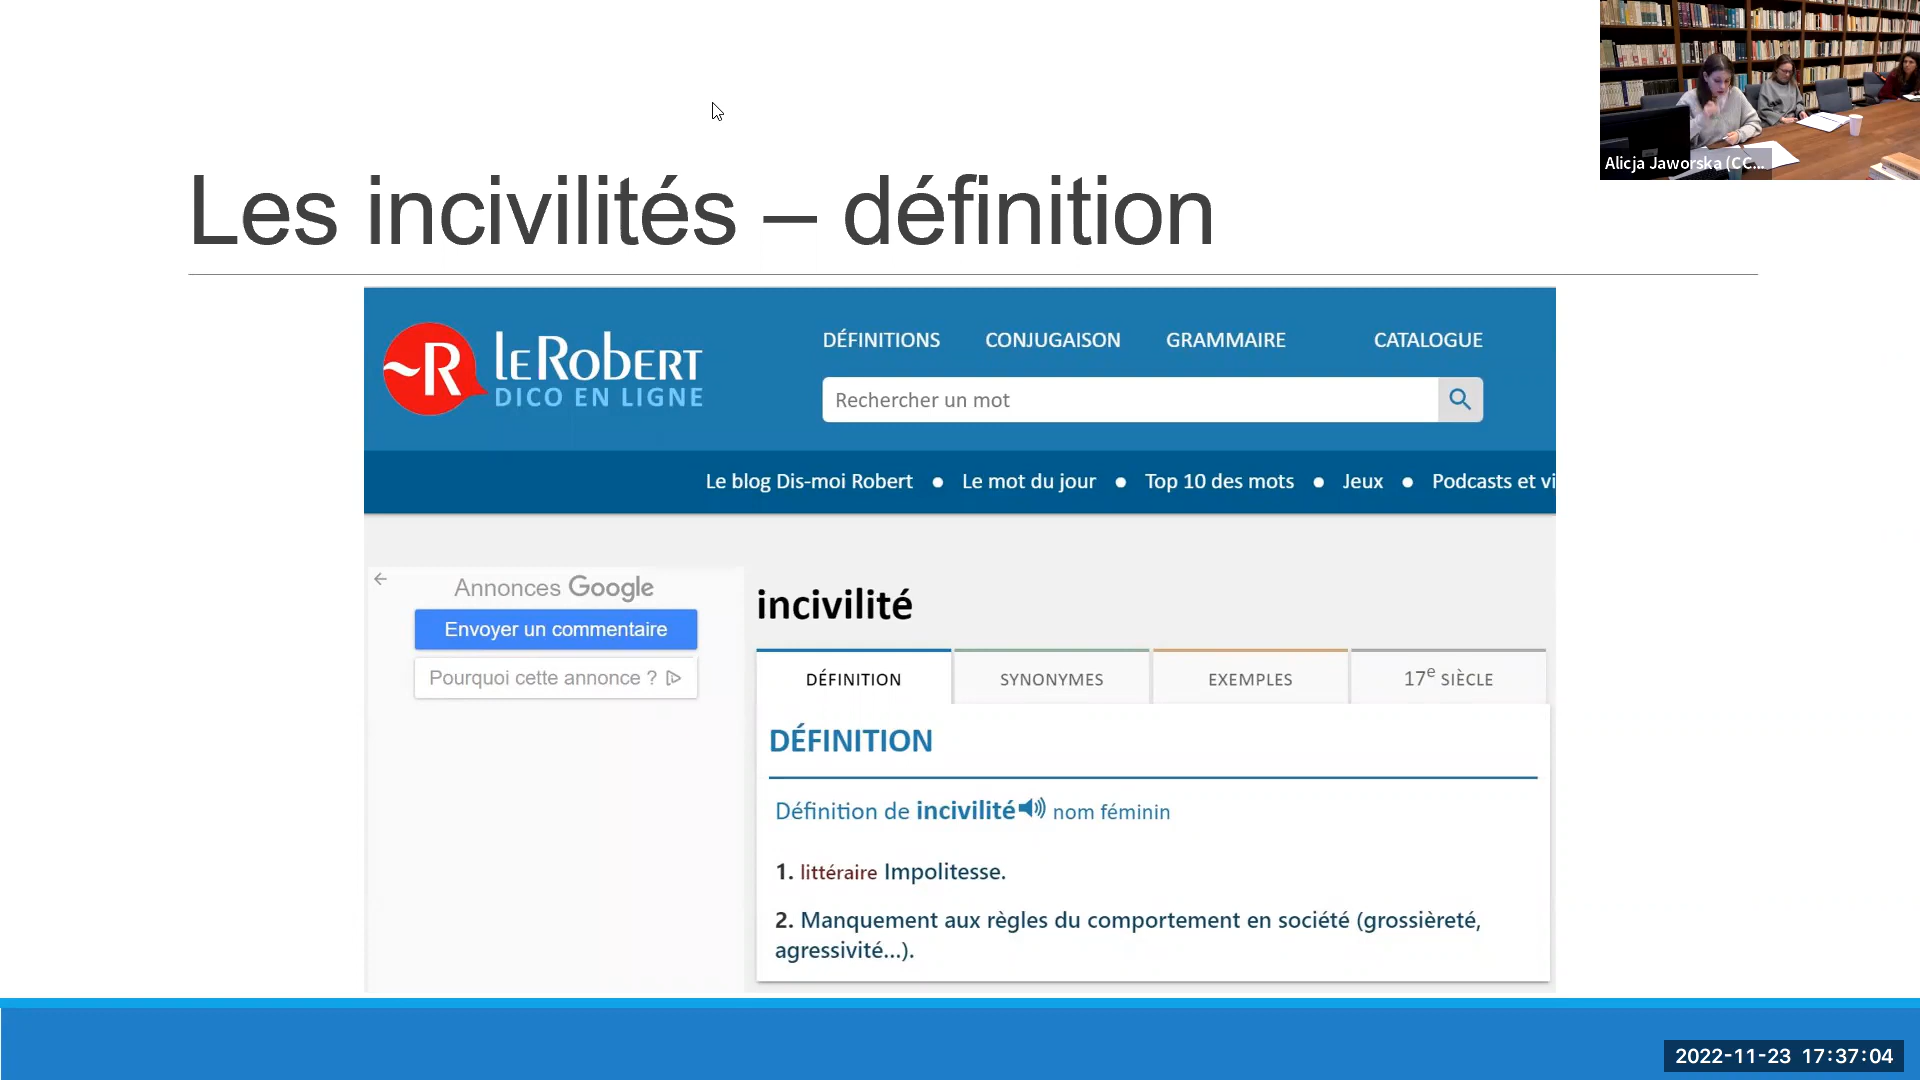 Alicja Jaworska (CC...
Les incivilités – définition
~R leRobert
DICO EN LIGNE
DÉFINITIONS CONJUGAISON GRAMMAIRE CATALOGUE
Rechercher un mot
Le blog Dis-moi Robert ● Le mot du jour ● Top 10 des mots ● Jeux ● Podcasts et vi
Annonces Google
Envoyer un commentaire
Pourquoi cette annonce ?
incivilité
DÉFINITION SYNONYMES EXEMPLES 17e SIÈCLE
DÉFINITION
Définition de incivilité nom féminin
1. littéraire Impolitesse.
2. Manquement aux règles du comportement en société (grossièreté,
agressivité...).
2022-11-23 17:37:04